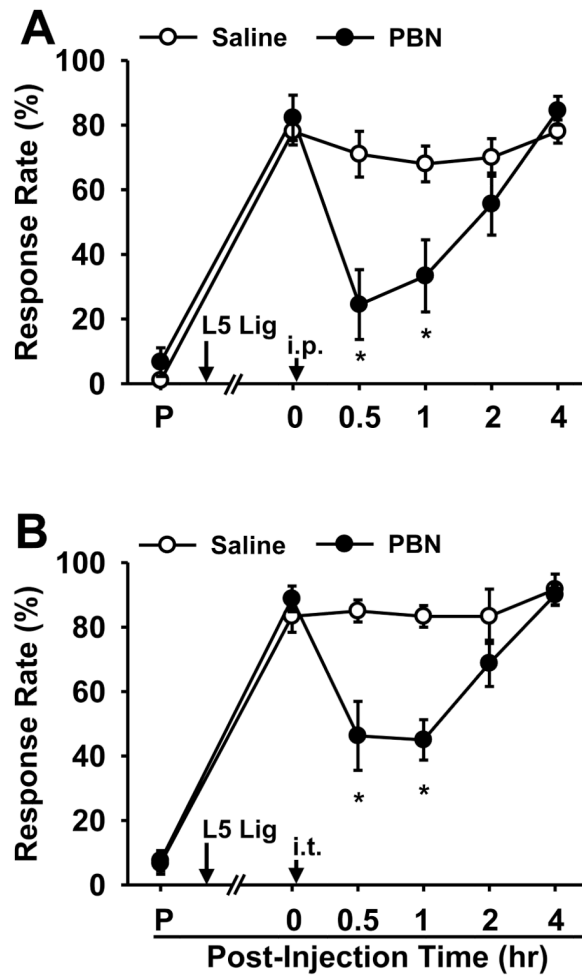 A
Saline
PBN
Response Rate (%)
100
80
60
40
20
0
L5 Lig
i.p.
*
*
P
0
0.5
1
2
4
B
Saline
PBN
Response Rate (%)
100
80
60
40
20
0
L5 Lig
i.t.
*
*
P
0
0.5
1
2
4
Post-Injection Time (hr)